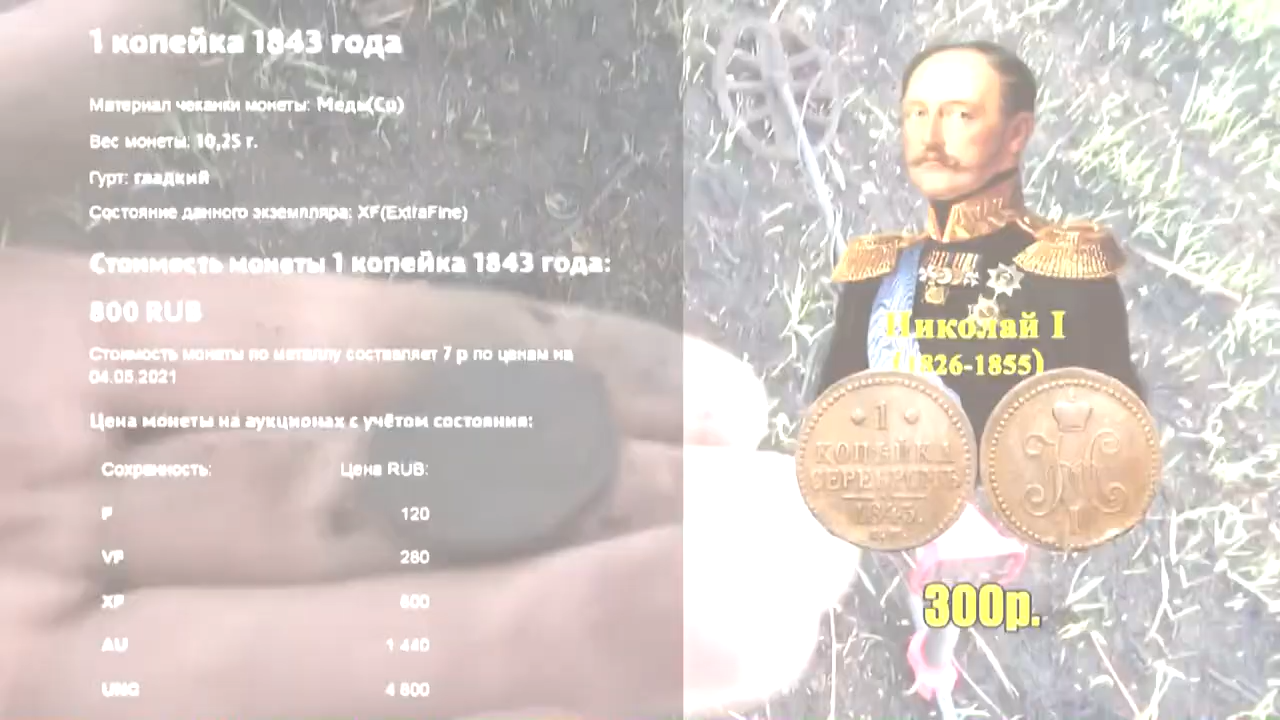 1 копейка 1843 года
Материал чеканки монеты: Медь(Cu)
Вес монеты: 10,25 г.
Гурт: гладкий
Состояние данного экземпляра: XF(ExtraFine)
Стоимость монеты 1 копейка 1843 года:
800 RUB
Стоимость монеты по металлу составляет 7 р по ценам на
04.05.2021
Цена монеты на аукционах с учётом состояния:
Сохранность: Цена RUB:
F 120
VF 280
XF 800
AU 1 440
UNC 4 800
Николай I
(1826-1855)
1
КОПѢЙКА
СЕРЕБРОМЪ
300р.